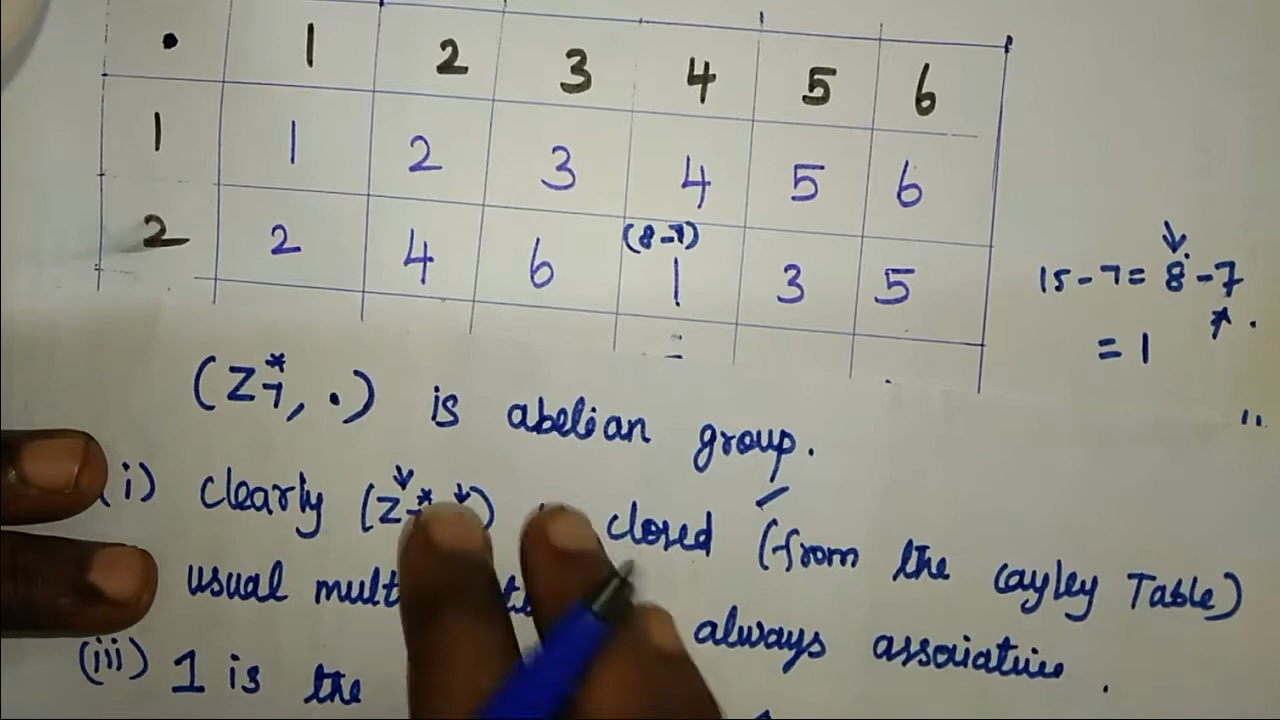 • 1 2 3 4 5 6
1 1 2 3 4 5 6
2 2 4 6 (8-7) 1 3 5
15-7 = 8-7
= 1
(Z₇*, •) is abelian group.
(i) clearly (Z closed (from the Cayley Table)
usual mult always associative.
(iii) 1 is the